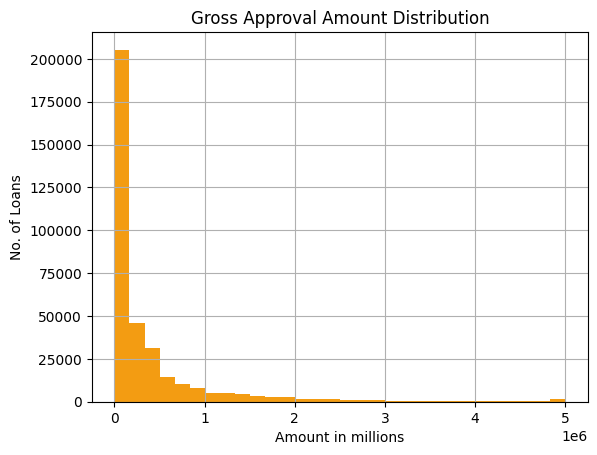 Gross Approval Amount Distribution
200000
175000
150000
125000
100000
75000
50000
25000
0
No. of Loans
0 1 2 3 4 5
1e6
Amount in millions